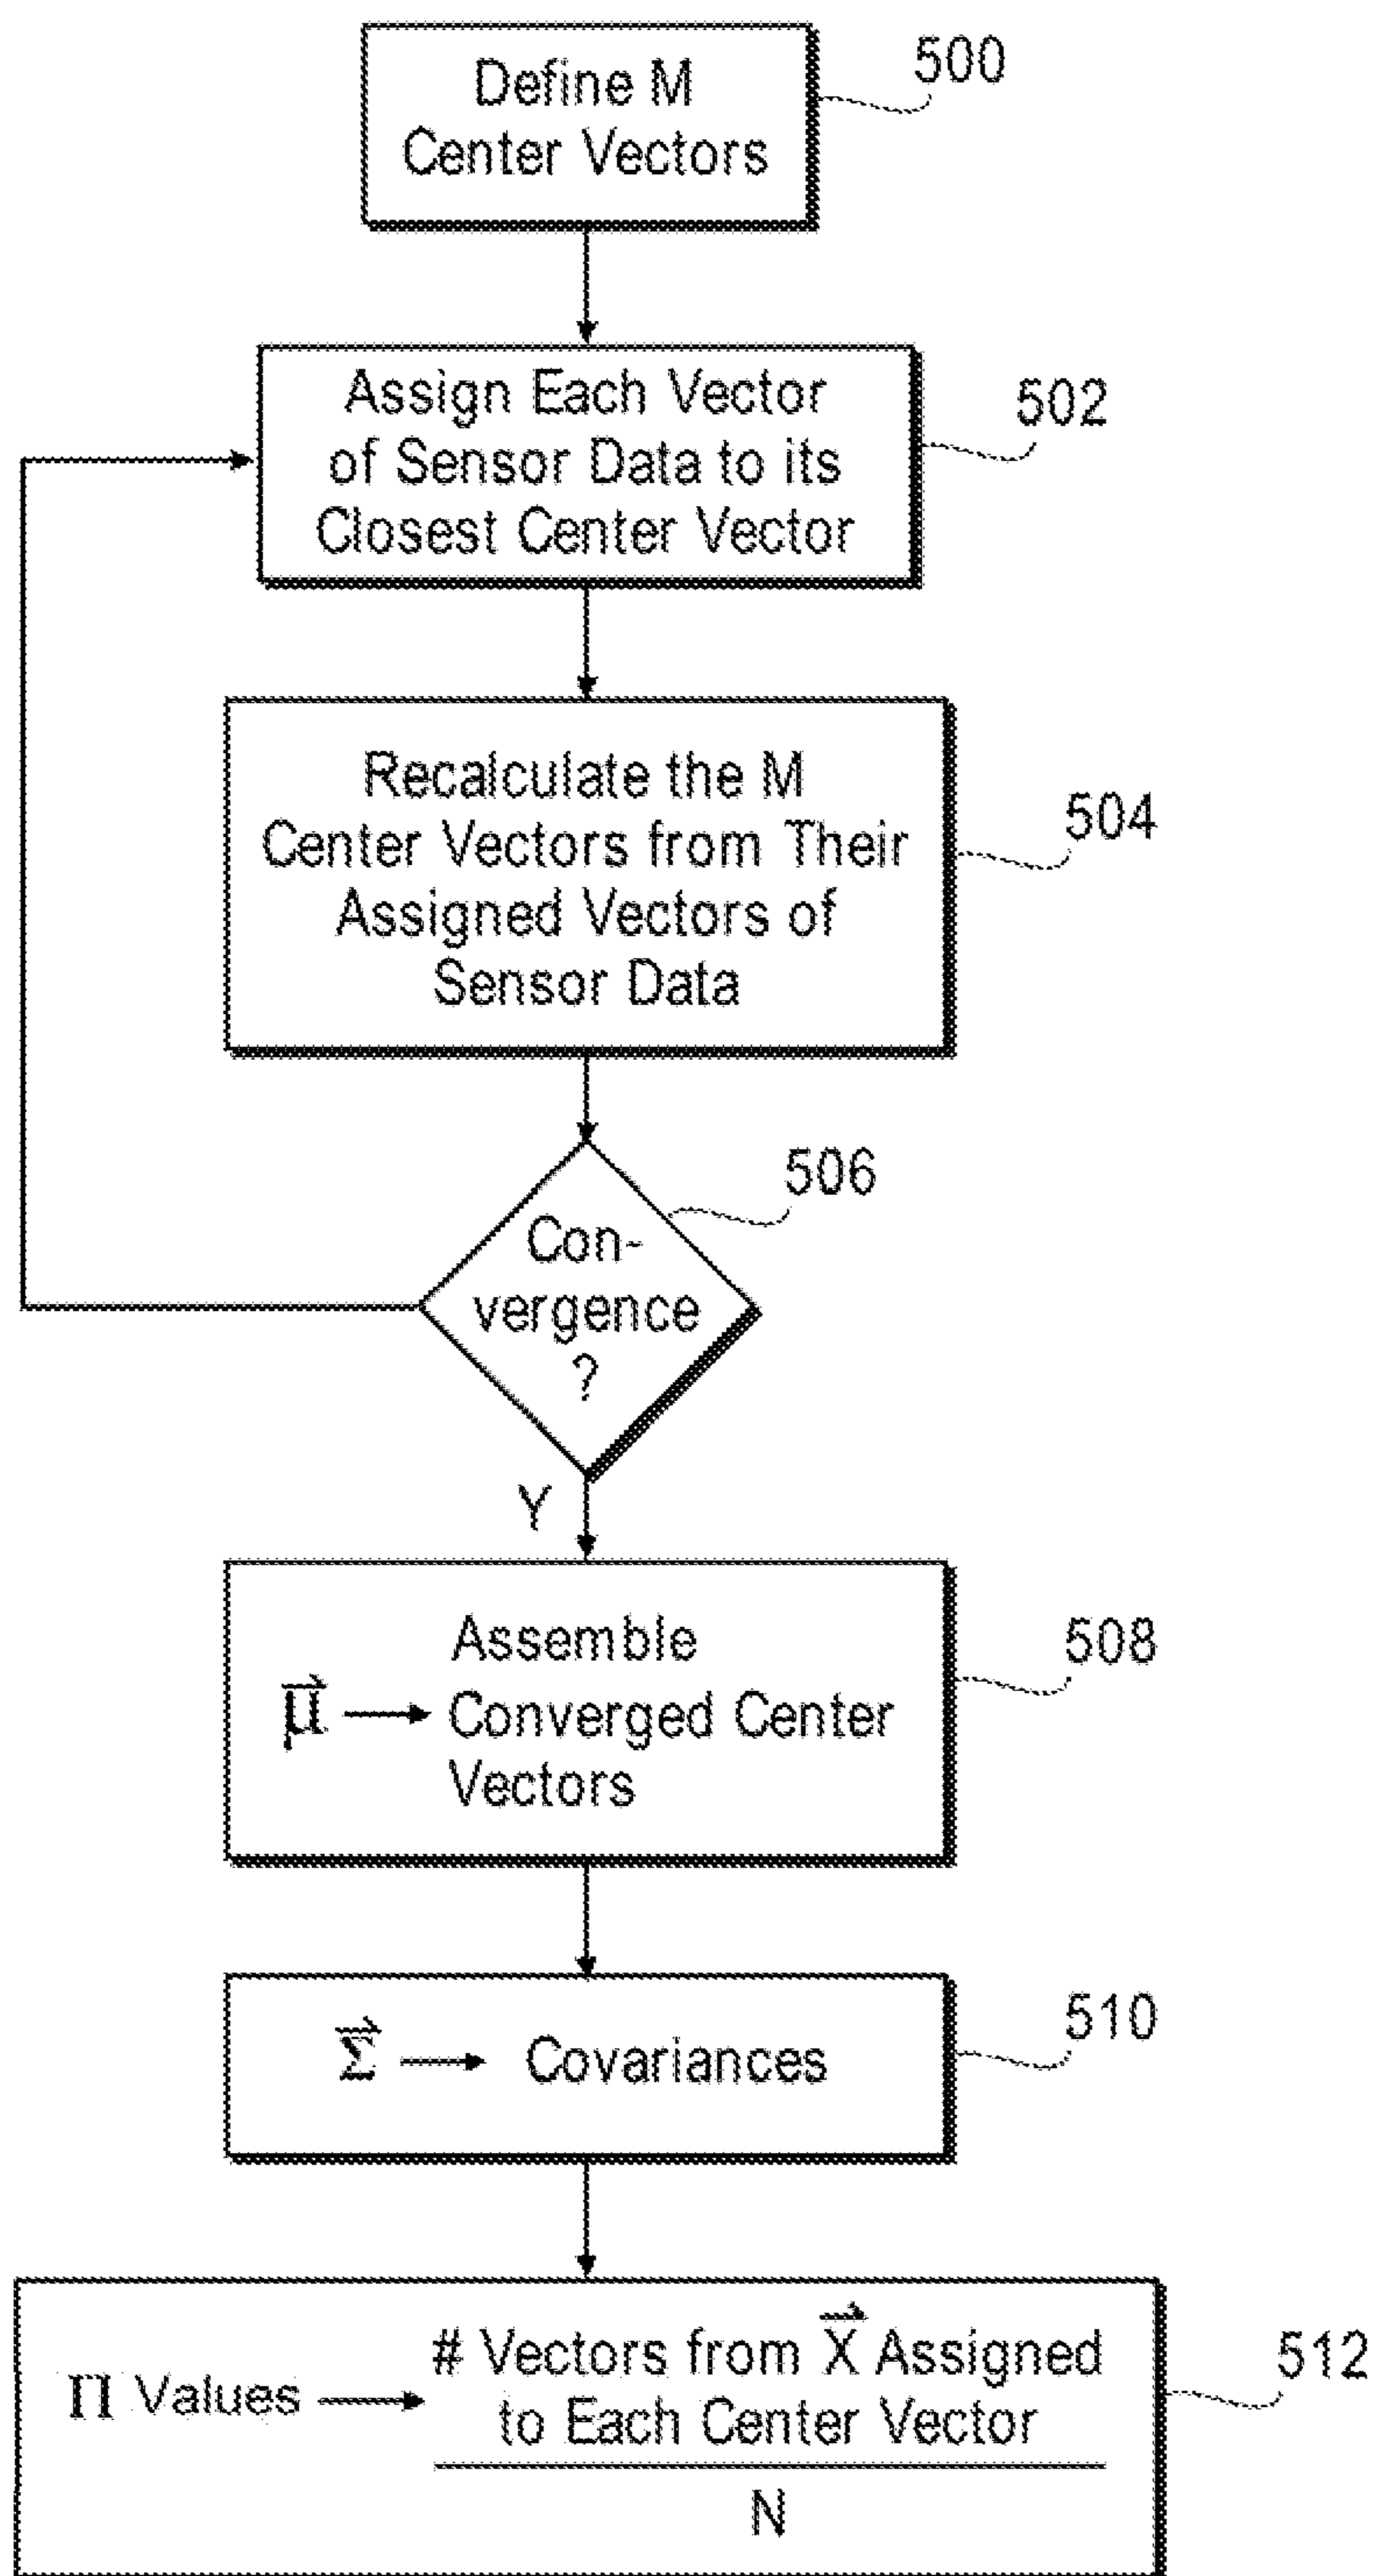 Define M
Center Vectors
500
Assign Each Vector
of Sensor Data to its
Closest Center Vector
502
Recalculate the M
Center Vectors from Their
Assigned Vectors of
Sensor Data
504
Con-
vergence
?
506
Y
Assemble
μ⃗ → Converged Center
Vectors
508
Σ⃗ → Covariances
510
# Vectors from X⃗ Assigned
Π Values → to Each Center Vector
N
512